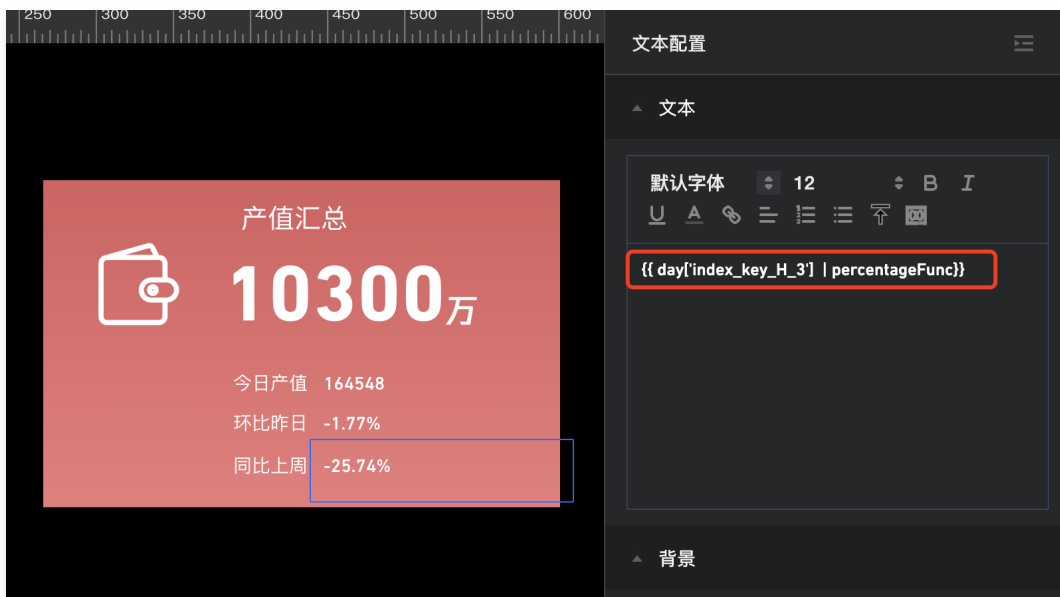 250 300 350 400 450 500 550 600
文本配置
文本
默认字体 12
B I
U A
{{ day['index_key_H_3'] | percentageFunc}}
产值汇总
10300万
今日产值 164548
环比昨日 -1.77%
同比上周 -25.74%
背景